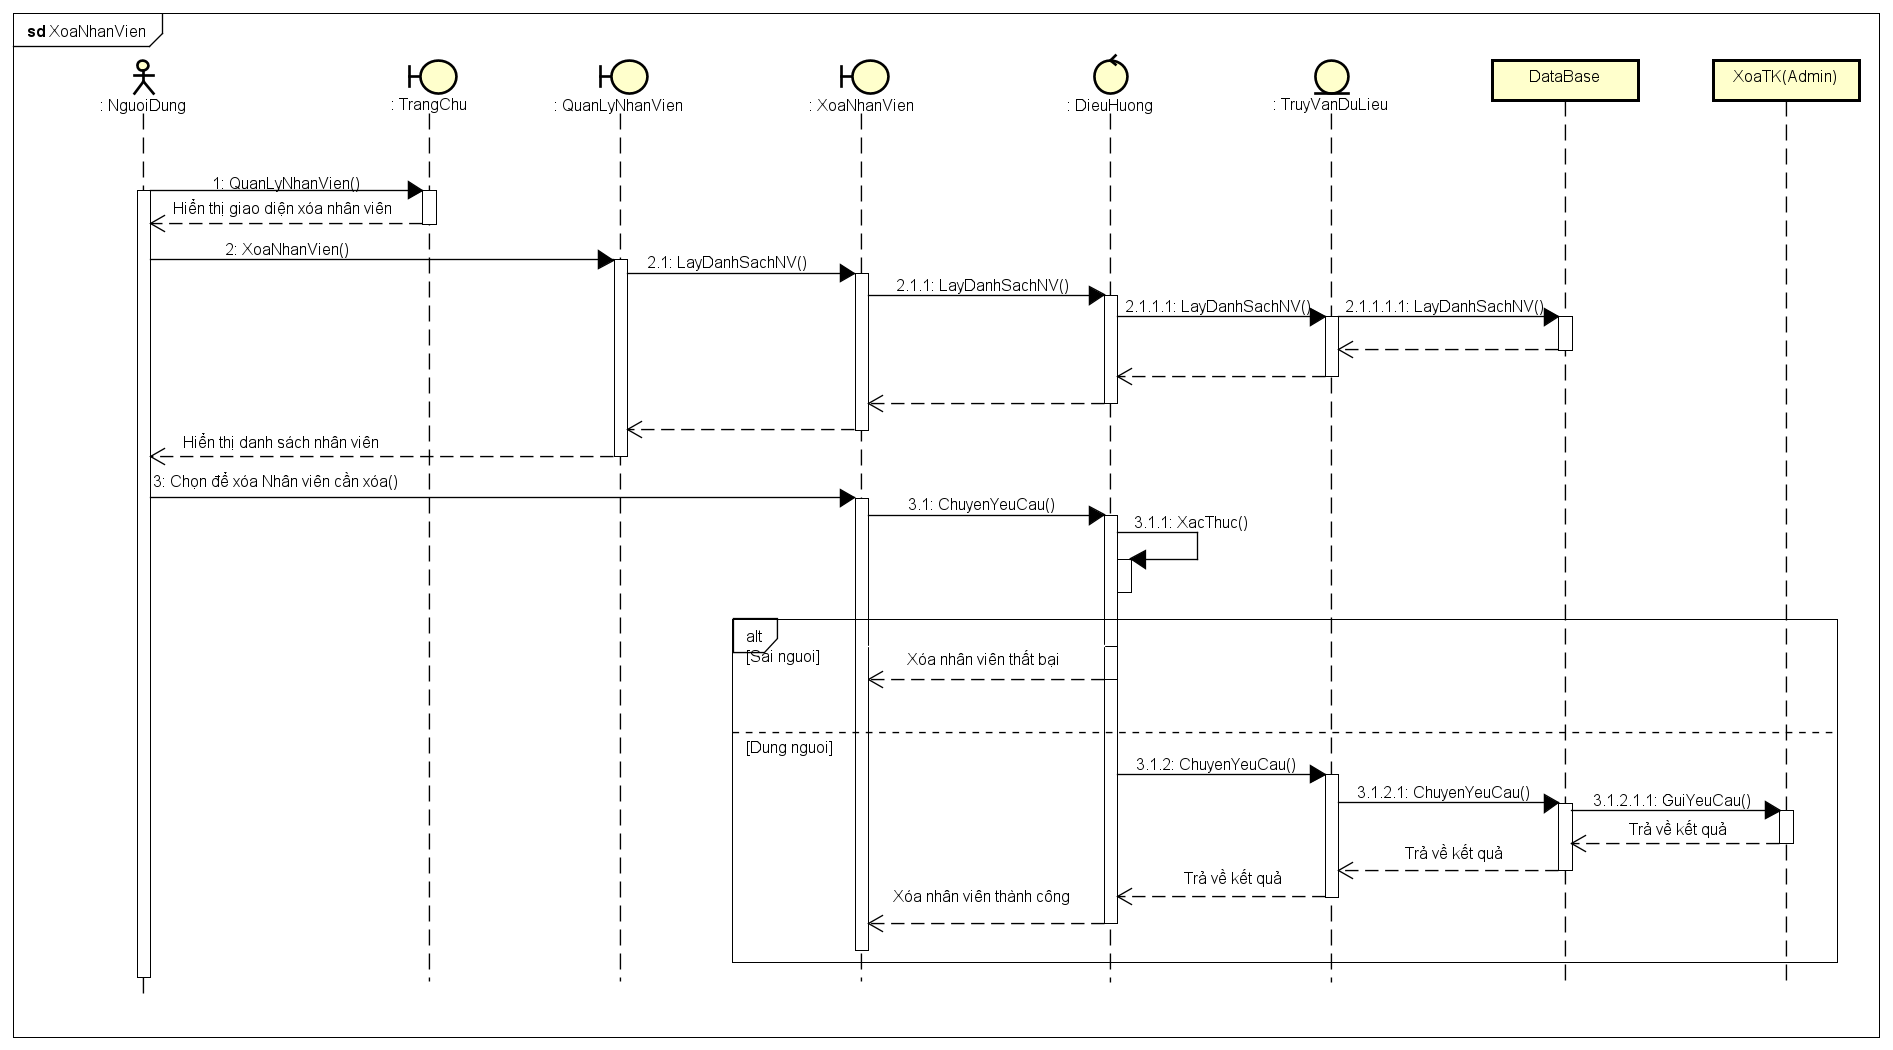 sd XoaNhanVien
: NguoiDung
: TrangChu
: QuanLyNhanVien
: XoaNhanVien
: DieuHuong
: TruyVanDuLieu
DataBase
XoaTK(Admin)
1: QuanLyNhanVien()
Hiển thị giao diện xóa nhân viên
2: XoaNhanVien()
2.1: LayDanhSachNV()
2.1.1: LayDanhSachNV()
2.1.1.1: LayDanhSachNV()
2.1.1.1.1: LayDanhSachNV()
Hiển thị danh sách nhân viên
3: Chọn để xóa Nhân viên cần xóa()
3.1: ChuyenYeuCau()
3.1.1: XacThuc()
alt
[Sai nguoi]
Xóa nhân viên thất bại
[Dung nguoi]
3.1.2: ChuyenYeuCau()
3.1.2.1: ChuyenYeuCau()
3.1.2.1.1: GuiYeuCau()
Trả về kết quả
Trả về kết quả
Trả về kết quả
Xóa nhân viên thành công